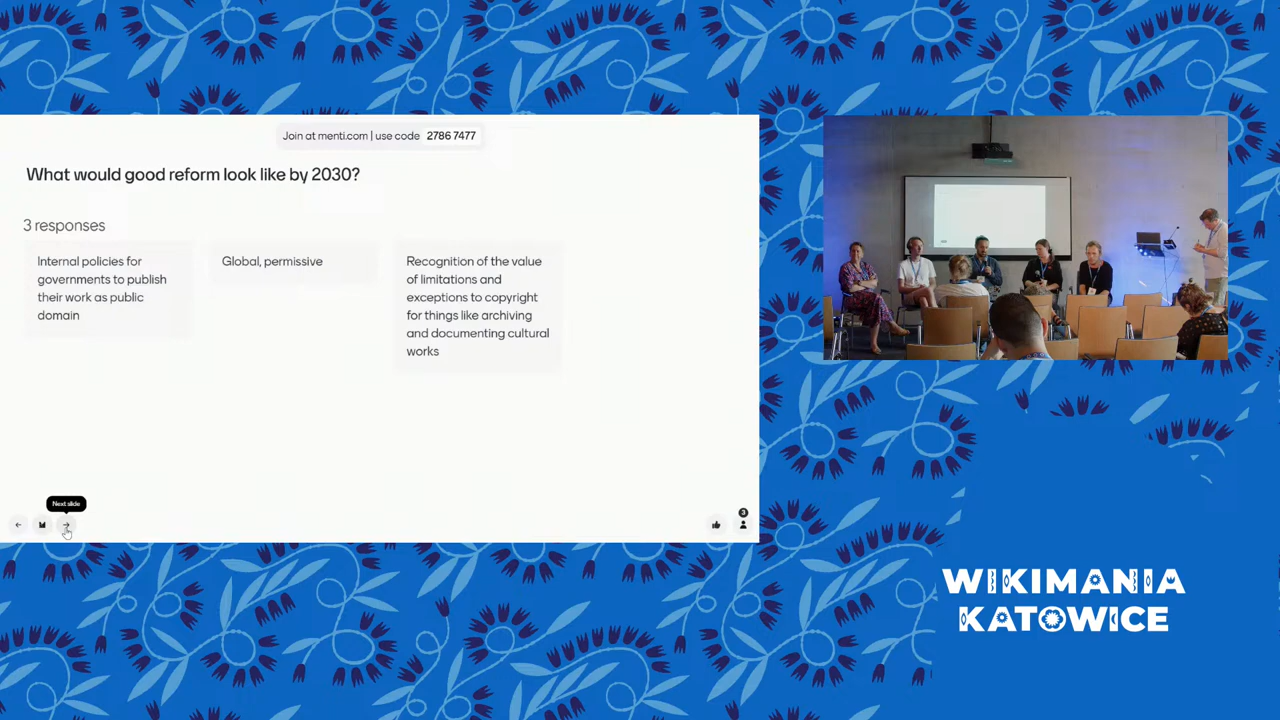 Join at menti.com | use code 2786 7477
What would good reform look like by 2030?
3 responses
Internal policies for
governments to publish
their work as public
domain
Global, permissive
Recognition of the value
of limitations and
exceptions to copyright
for things like archiving
and documenting cultural
works
Next slide
3
WIKIMANIA
KATOWICE